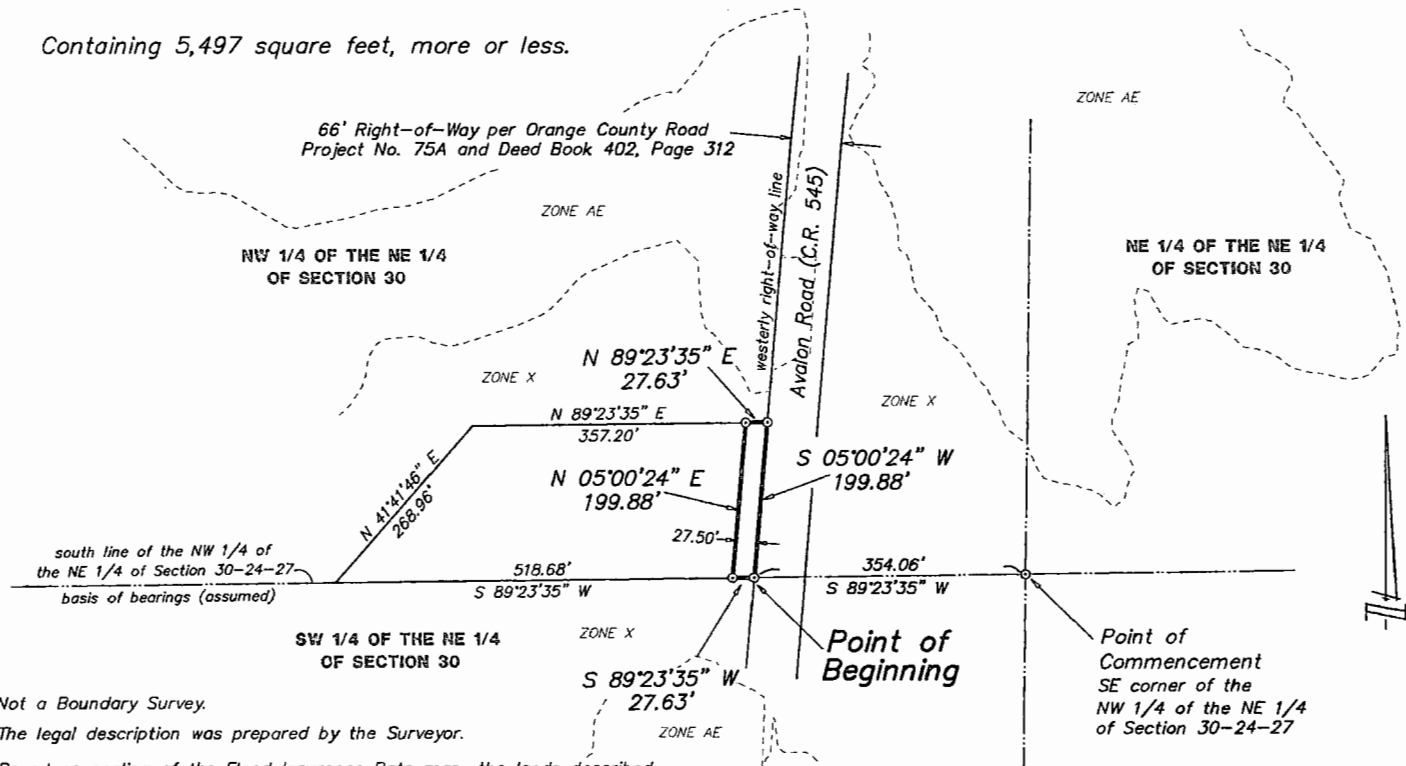 Containing 5,497 square feet, more or less.
66' Right-of-Way per Orange County Road
Project No. 75A and Deed Book 402, Page 312
ZONE AE
ZONE AE
NW 1/4 OF THE NE 1/4
OF SECTION 30
westerly right-of-way line
Avalon Road (C.R. 545)
NE 1/4 OF THE NE 1/4
OF SECTION 30
N 89°23'35" E
27.63'
ZONE X
ZONE X
N 89°23'35" E
357.20'
N 41°41'46" E
268.96'
N 05°00'24" E
199.88'
S 05°00'24" W
199.88'
27.50'
south line of the NW 1/4 of
the NE 1/4 of Section 30-24-27
basis of bearings (assumed)
518.68'
S 89°23'35" W
354.06'
S 89°23'35" W
SW 1/4 OF THE NE 1/4
OF SECTION 30
ZONE X
Point of
Beginning
Point of
Commencement
SE corner of the
NW 1/4 of the NE 1/4
of Section 30-24-27
S 89°23'35" W
27.63'
ZONE AE
Not a Boundary Survey.
The legal description was prepared by the Surveyor.